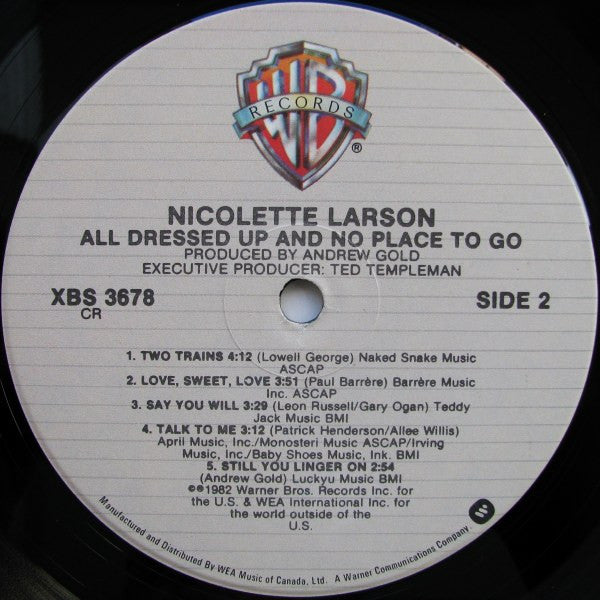 WB
RECORDS
®
NICOLETTE LARSON
ALL DRESSED UP AND NO PLACE TO GO
PRODUCED BY ANDREW GOLD
EXECUTIVE PRODUCER: TED TEMPLEMAN
XBS 3678
CR
SIDE 2
1. TWO TRAINS 4:12 (Lowell George) Naked Snake Music
ASCAP
2. LOVE, SWEET, LOVE 3:51 (Paul Barrère) Barrère Music
Inc. ASCAP
3. SAY YOU WILL 3:29 (Leon Russell/Gary Ogan) Teddy
Jack Music BMI
4. TALK TO ME 3:12 (Patrick Henderson/Allee Willis)
April Music, Inc./Monosteri Music ASCAP/Irving
Music, Inc./Baby Shoes Music, Ink. BMI
5. STILL YOU LINGER ON 2:54
(Andrew Gold) Luckyu Music BMI
©℗1982 Warner Bros. Records Inc. for
the U.S. & WEA International Inc. for
the world outside of the
U.S.
Manufactured and Distributed By WEA Music of Canada, Ltd. A Warner Communications Company.